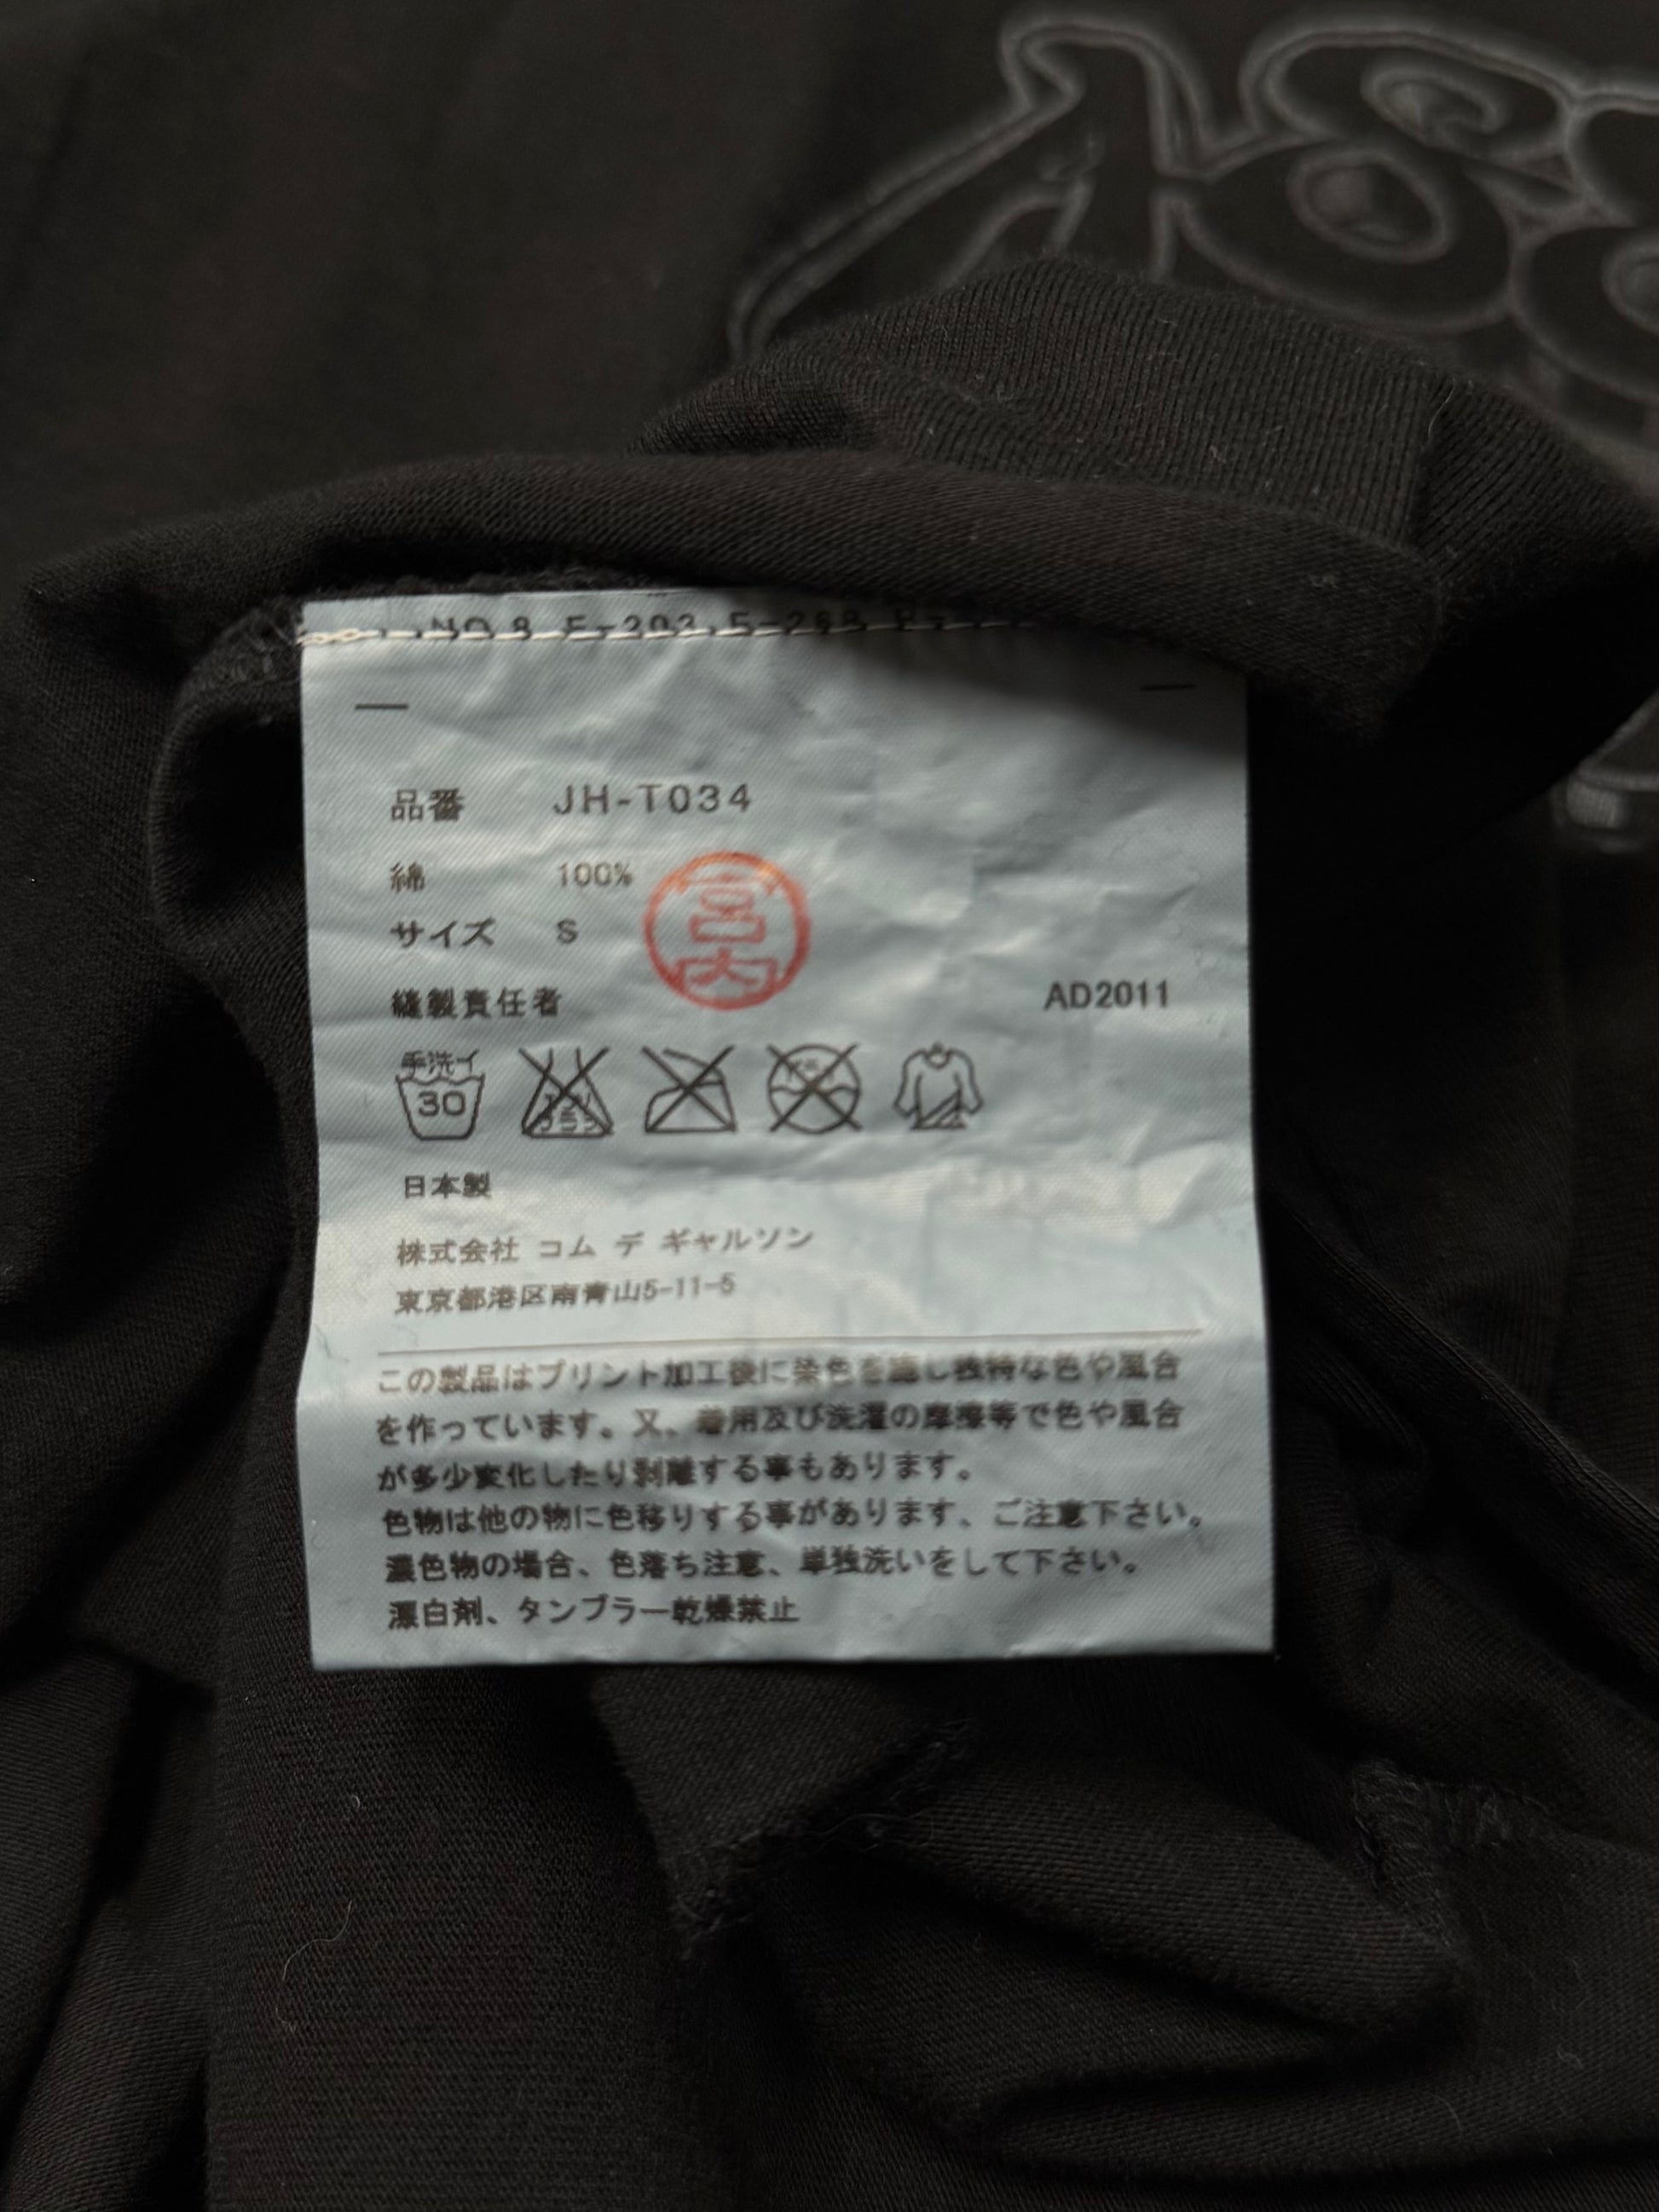 NO.8 F-203.F-288
品番 JH-T034
綿 100%
サイズ S
宮内
縫製責任者
AD2011
手洗イ
30
日本製
株式会社 コム デ ギャルソン
東京都港区南青山5-11-5
この製品はプリント加工後に染色を施し独特な色や風合
を作っています。又、着用及び洗濯の摩擦等で色や風合
が多少変化したり剥離する事もあります。
色物は他の物に色移りする事があります、ご注意下さい。
濃色物の場合、色落ち注意、単独洗いをして下さい。
漂白剤、タンブラー乾燥禁止